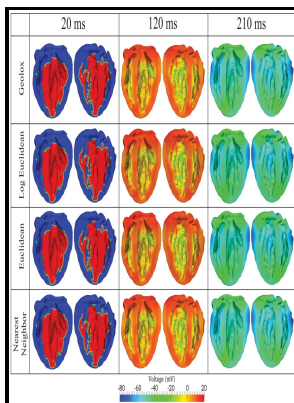 20 ms 120 ms 210 ms
Geolox
Log Euclidean
Euclidean
Nearest
Neighbor
Voltage (mV)
-80 -60 -40 -20 0 20